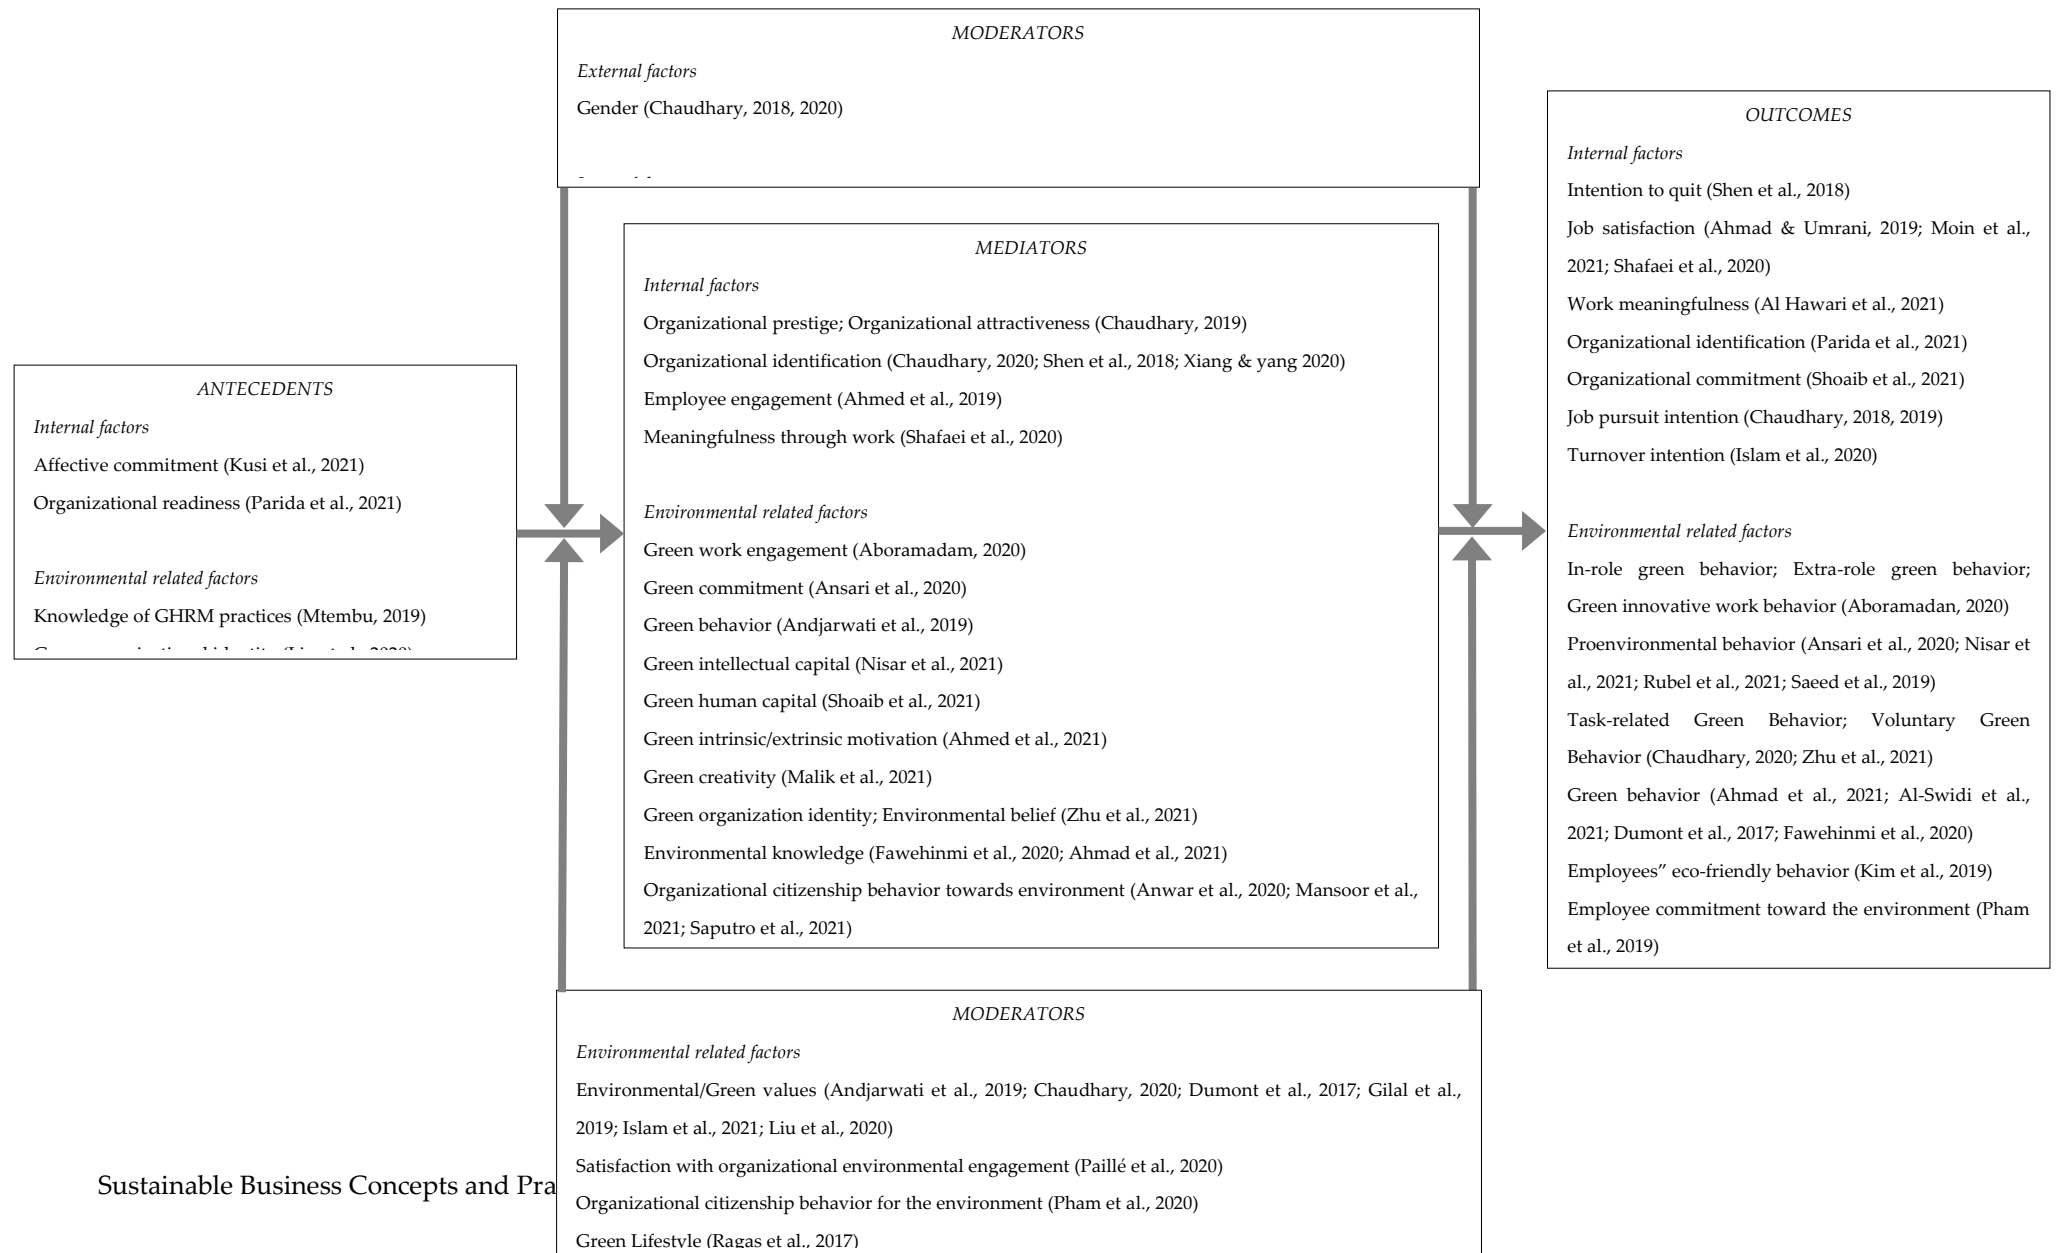 MODERATORS
External factors
Gender (Chaudhary, 2018, 2020)
ANTECEDENTS
Internal factors
Affective commitment (Kusi et al., 2021)
Organizational readiness (Parida et al., 2021)
Environmental related factors
Knowledge of GHRM practices (Mtembu, 2019)
MEDIATORS
Internal factors
Organizational prestige; Organizational attractiveness (Chaudhary, 2019)
Organizational identification (Chaudhary, 2020; Shen et al., 2018; Xiang & yang 2020)
Employee engagement (Ahmed et al., 2019)
Meaningfulness through work (Shafaei et al., 2020)
Environmental related factors
Green work engagement (Aboramadam, 2020)
Green commitment (Ansari et al., 2020)
Green behavior (Andjarwati et al., 2019)
Green intellectual capital (Nisar et al., 2021)
Green human capital (Shoaib et al., 2021)
Green intrinsic/extrinsic motivation (Ahmed et al., 2021)
Green creativity (Malik et al., 2021)
Green organization identity; Environmental belief (Zhu et al., 2021)
Environmental knowledge (Fawehinmi et al., 2020; Ahmad et al., 2021)
Organizational citizenship behavior towards environment (Anwar et al., 2020; Mansoor et al.,
2021; Saputro et al., 2021)
OUTCOMES
Internal factors
Intention to quit (Shen et al., 2018)
Job satisfaction (Ahmad & Umrani, 2019; Moin et al.,
2021; Shafaei et al., 2020)
Work meaningfulness (Al Hawari et al., 2021)
Organizational identification (Parida et al., 2021)
Organizational commitment (Shoaib et al., 2021)
Job pursuit intention (Chaudhary, 2018, 2019)
Turnover intention (Islam et al., 2020)
Environmental related factors
In-role green behavior; Extra-role green behavior;
Green innovative work behavior (Aboramadan, 2020)
Proenvironmental behavior (Ansari et al., 2020; Nisar et
al., 2021; Rubel et al., 2021; Saeed et al., 2019)
Task-related Green Behavior; Voluntary Green
Behavior (Chaudhary, 2020; Zhu et al., 2021)
Green behavior (Ahmad et al., 2021; Al-Swidi et al.,
2021; Dumont et al., 2017; Fawehinmi et al., 2020)
Employees” eco-friendly behavior (Kim et al., 2019)
Employee commitment toward the environment (Pham
et al., 2019)
MODERATORS
Environmental related factors
Environmental/Green values (Andjarwati et al., 2019; Chaudhary, 2020; Dumont et al., 2017; Gilal et al.,
2019; Islam et al., 2021; Liu et al., 2020)
Satisfaction with organizational environmental engagement (Paillé et al., 2020)
Organizational citizenship behavior for the environment (Pham et al., 2020)
Green Lifestyle (Ragas et al., 2017)
Sustainable Business Concepts and Pra